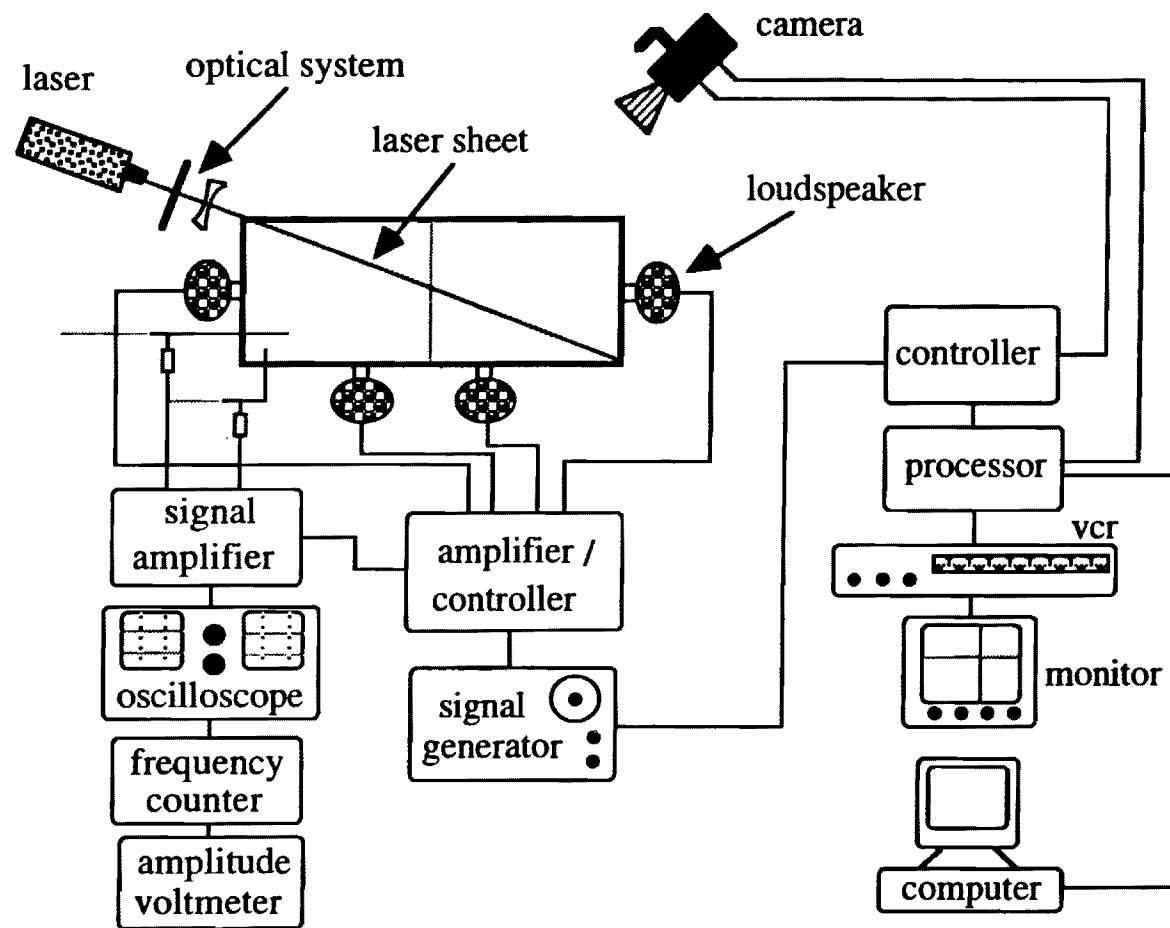 camera
optical system
laser
laser sheet
loudspeaker
controller
processor
signal
amplifier
amplifier /
controller
vcr
oscilloscope
signal
generator
monitor
frequency
counter
amplitude
voltmeter
computer